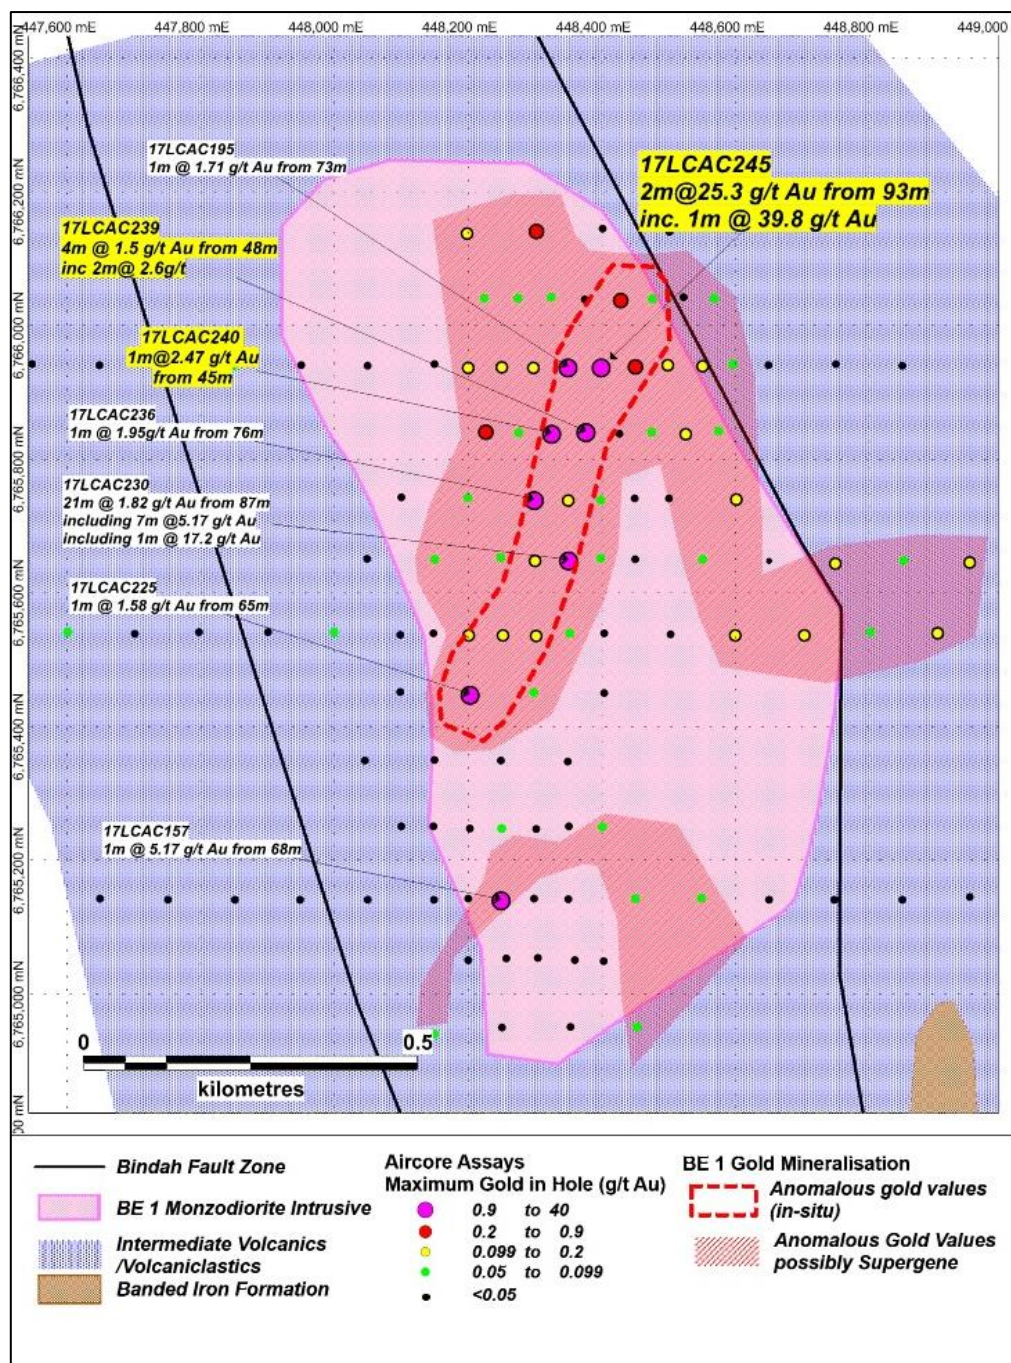 447,600 mE
447,800 mE
448,000 mE
448,200 mE
448,400 mE
448,600 mE
448,800 mE
449,000
6,766,400 mN
6,766,200 mN
6,766,000 mN
6,765,800 mN
6,765,600 mN
6,765,400 mN
6,765,200 mN
6,765,000 mN
00 mN
17LCAC195
1m @ 1.71 g/t Au from 73m
17LCAC245
2m@25.3 g/t Au from 93m
inc. 1m @ 39.8 g/t Au
17LCAC239
4m @ 1.5 g/t Au from 48m
inc 2m@ 2.6g/t
17LCAC240
1m@2.47 g/t Au
from 45m
17LCAC236
1m @ 1.95g/t Au from 76m
17LCAC230
21m @ 1.82 g/t Au from 87m
including 7m @5.17 g/t Au
including 1m @ 17.2 g/t Au
17LCAC225
1m @ 1.58 g/t Au from 65m
17LCAC157
1m @ 5.17 g/t Au from 68m
0 0.5
kilometres
Bindah Fault Zone
BE 1 Monzodiorite Intrusive
Intermediate Volcanics
/Volcaniclastics
Banded Iron Formation
Aircore Assays
Maximum Gold in Hole (g/t Au)
0.9 to 40
0.2 to 0.9
0.099 to 0.2
0.05 to 0.099
<0.05
BE 1 Gold Mineralisation
Anomalous gold values
(in-situ)
Anomalous Gold Values
possibly Supergene